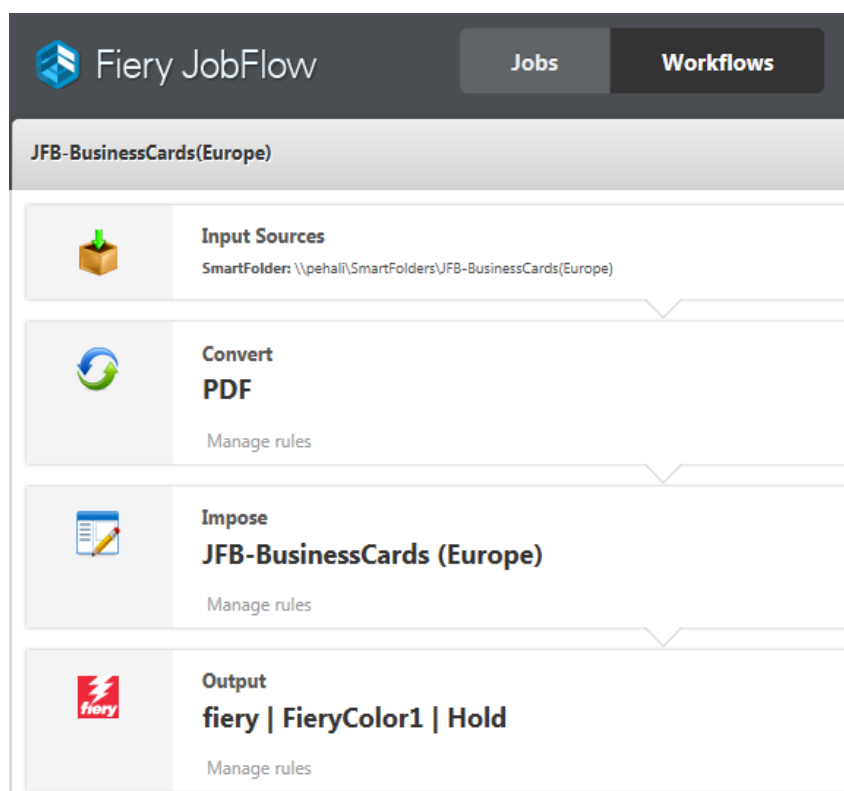 Fiery JobFlow
Jobs
Workflows
JFB-BusinessCards(Europe)
Input Sources
SmartFolder: \\pehali\SmartFolders\JFB-BusinessCards(Europe)
Convert
PDF
Manage rules
Impose
JFB-BusinessCards (Europe)
Manage rules
fiery
Output
fiery | FieryColor1 | Hold
Manage rules